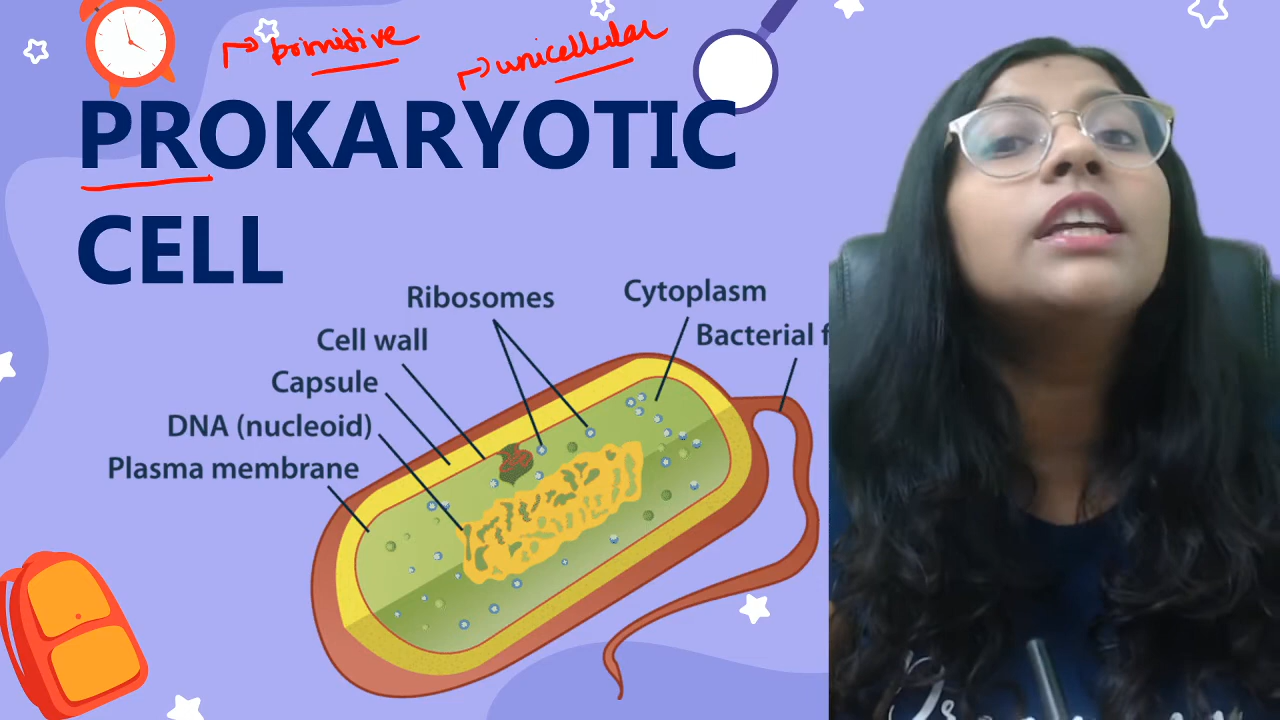 primitive
unicellular
PROKARYOTIC
CELL
Ribosomes
Cytoplasm
Cell wall
Bacterial f
Capsule
DNA (nucleoid)
Plasma membrane